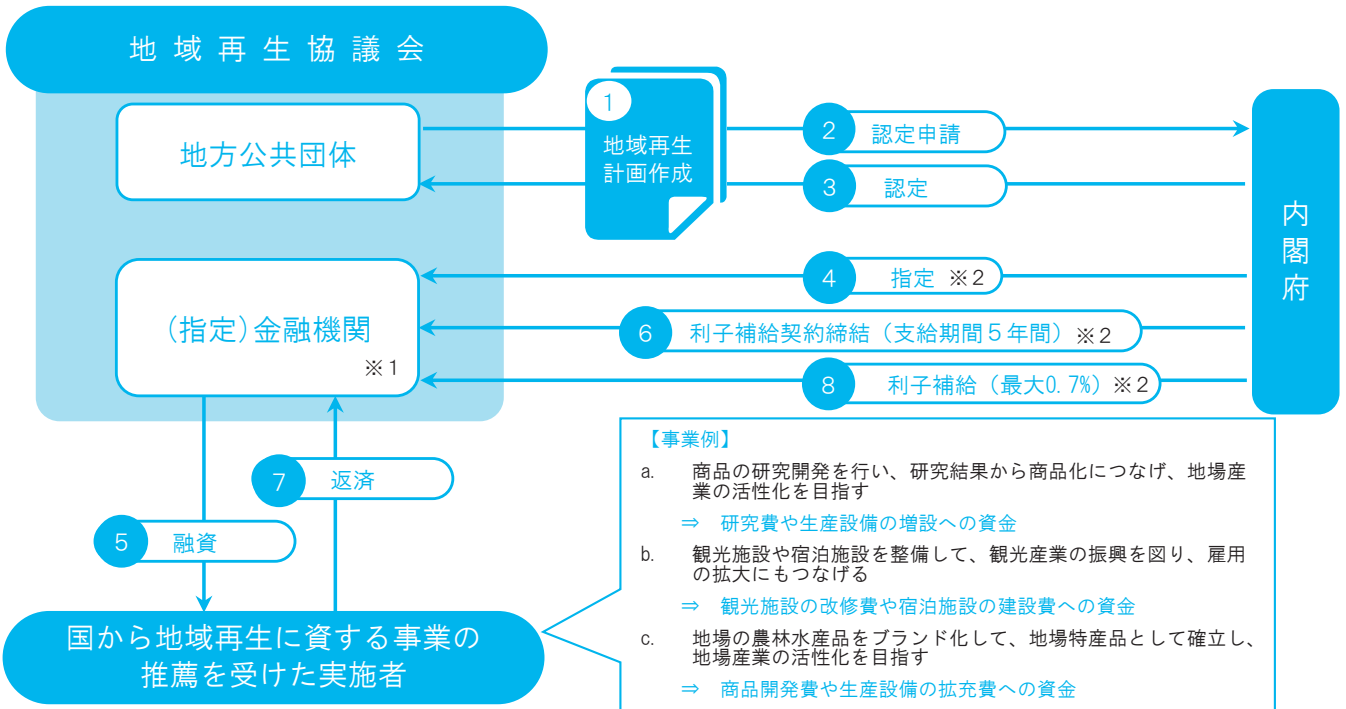 地域再生協議会
地方公共団体
1
地域再生
計画作成
2 認定申請
3 認定
内閣府
(指定)金融機関
※1
4 指定 ※2
6 利子補給契約締結（支給期間５年間）※2
8 利子補給（最大0.7%）※2
7 返済
5 融資
国から地域再生に資する事業の
推薦を受けた実施者
【事業例】
a. 商品の研究開発を行い、研究結果から商品化につなげ、地場産
業の活性化を目指す
⇒ 研究費や生産設備の増設への資金
b. 観光施設や宿泊施設を整備して、観光産業の振興を図り、雇用
の拡大にもつなげる
⇒ 観光施設の改修費や宿泊施設の建設費への資金
c. 地場の農林水産品をブランド化して、地場特産品として確立し、
地場産業の活性化を目指す
⇒ 商品開発費や生産設備の拡充費への資金